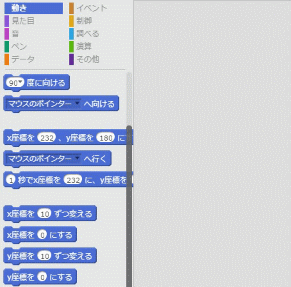 動き イベント
見た目 制御
音 調べる
ペン 演算
データ その他
90▼ 度に向ける
マウスのポインター▼ へ向ける
x座標を 232 、y座標を 180 に
マウスのポインター▼ へ行く
1 秒でx座標を 232 に、y座標を
x座標を 10 ずつ変える
x座標を 0 にする
y座標を 10 ずつ変える
y座標を 0 にする